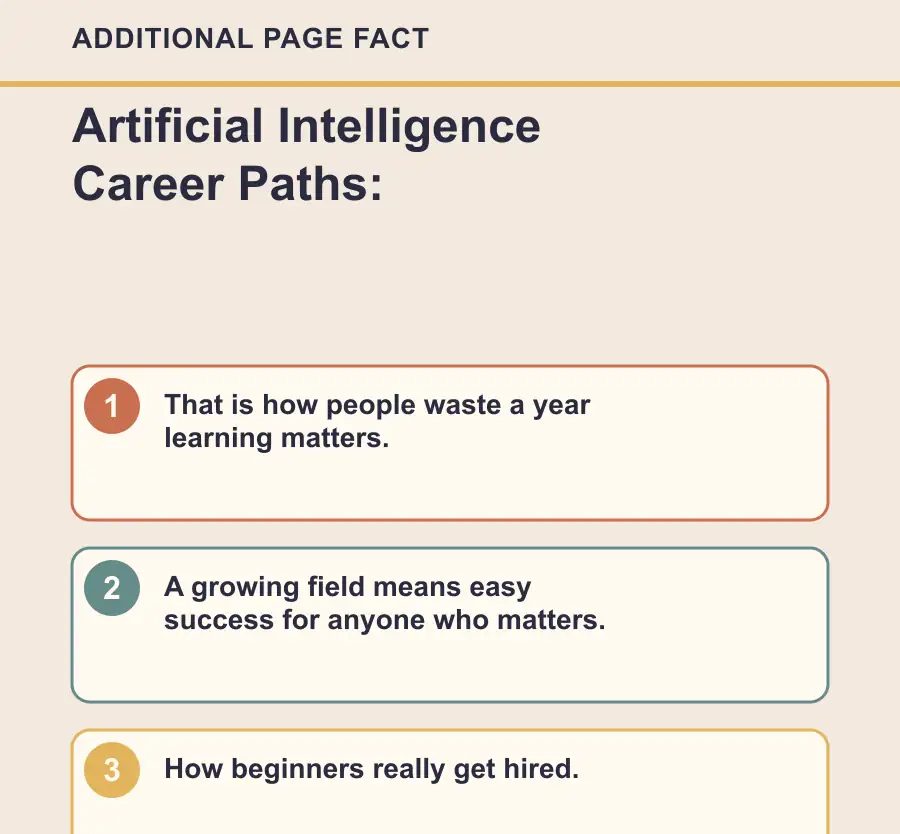 ADDITIONAL PAGE FACT
Artificial Intelligence
Career Paths:
1
That is how people waste a year
learning matters.
2
A growing field means easy
success for anyone who matters.
3
How beginners really get hired.